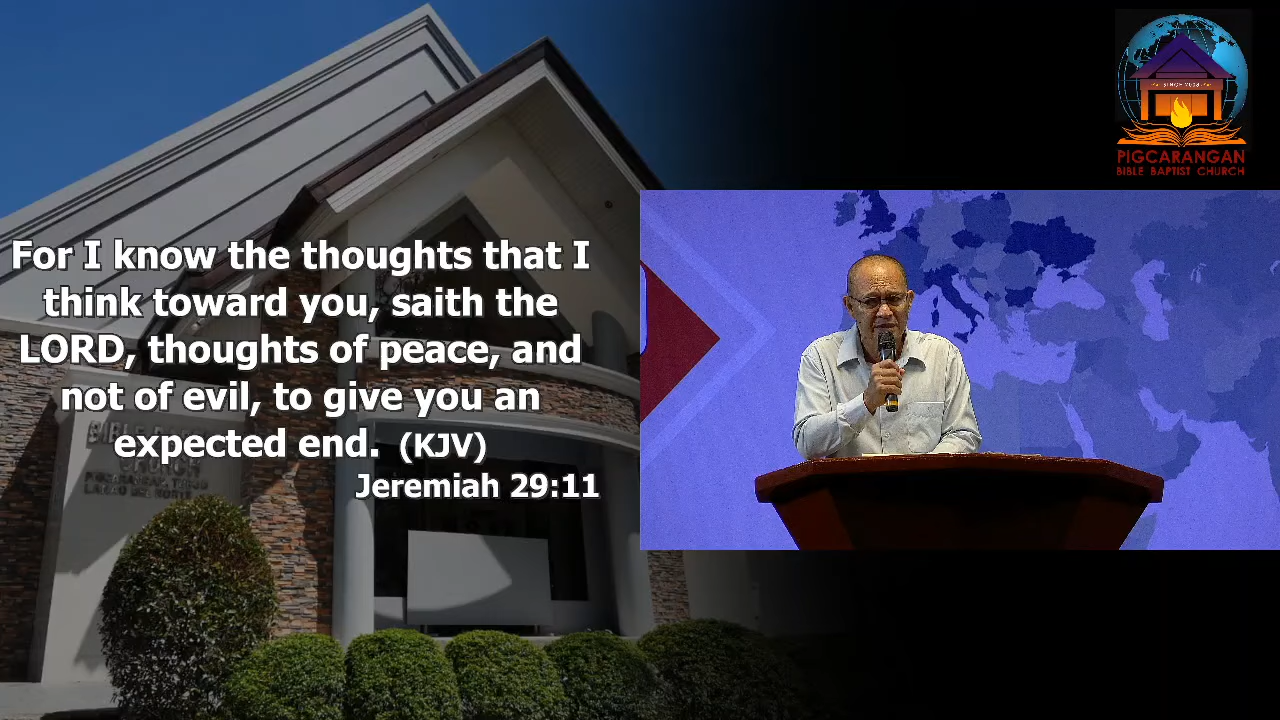 For I know the thoughts that I
think toward you, saith the
LORD, thoughts of peace, and
not of evil, to give you an
expected end. (KJV)
Jeremiah 29:11
PIGCARANGAN
BIBLE BAPTIST CHURCH